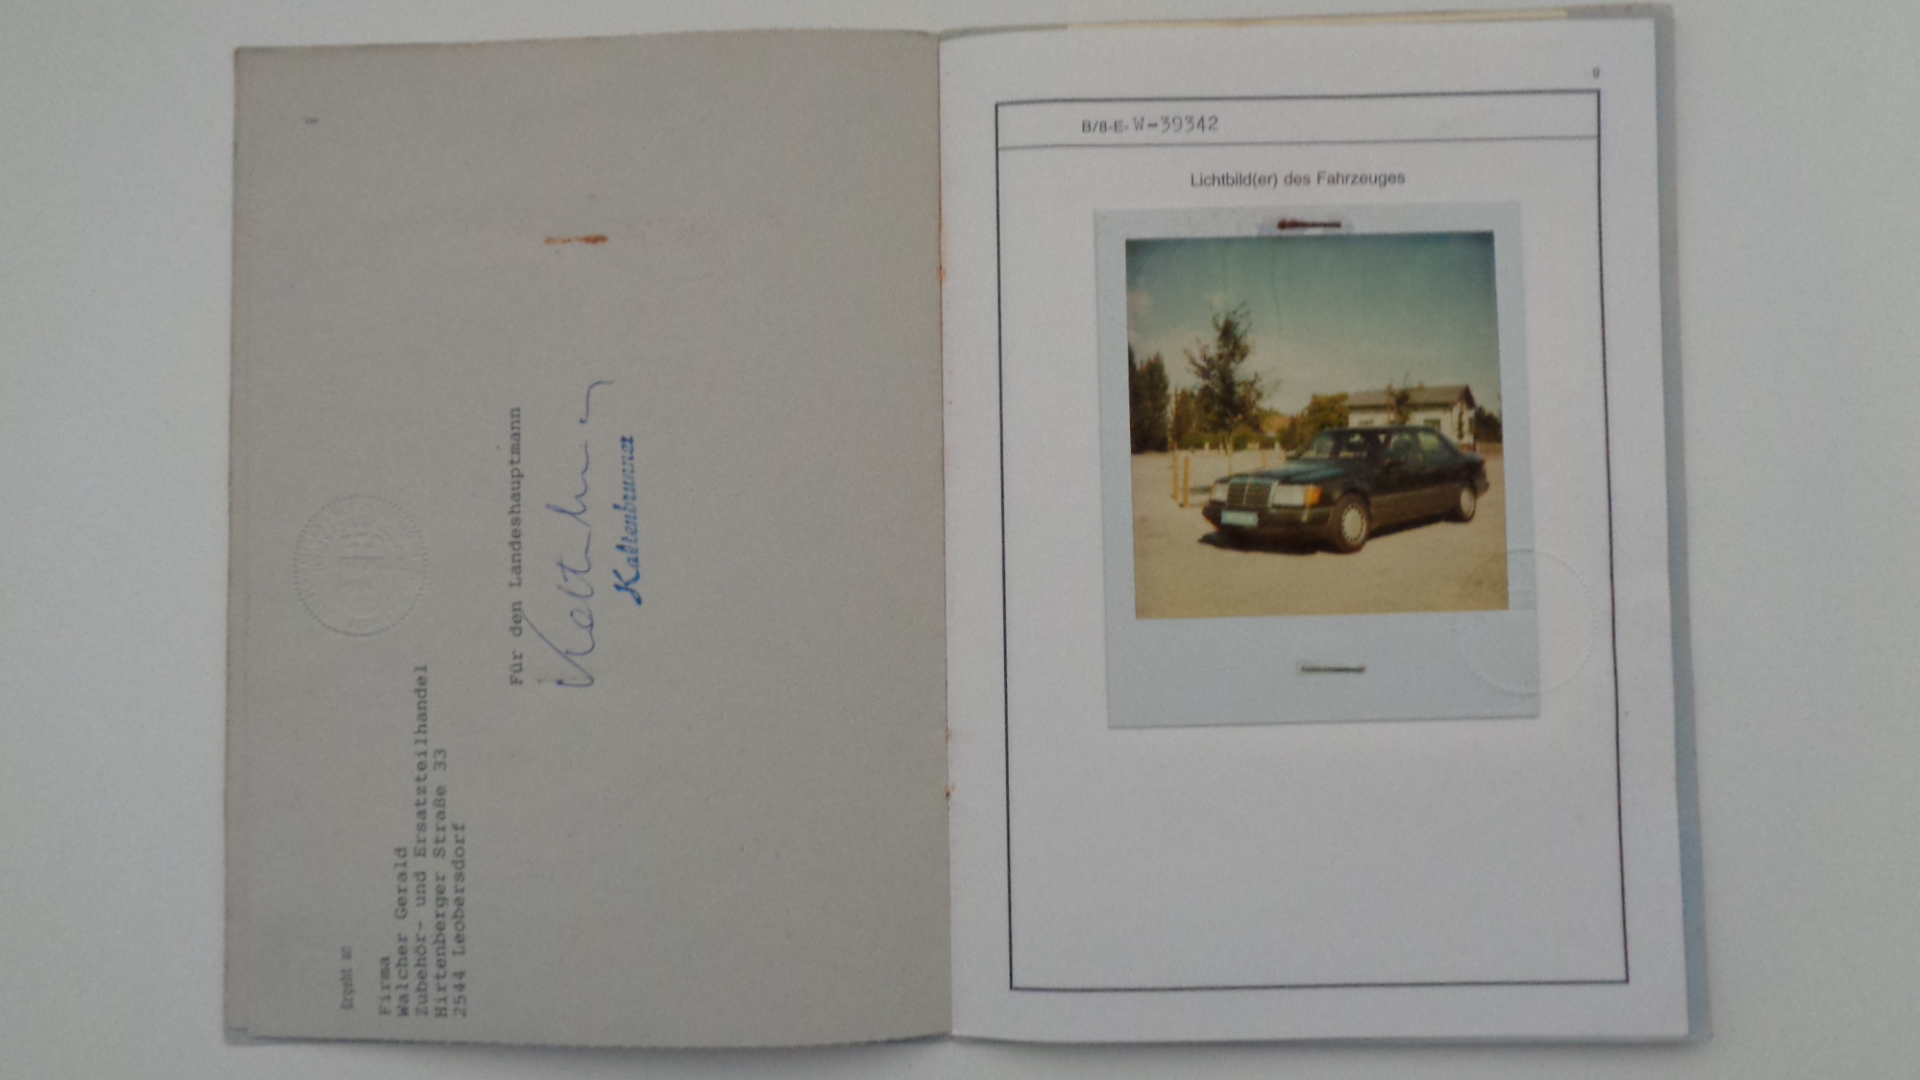 Ergeht an
Firma
Walcher Gerald
Zubehör- und Ersatzteilhandel
Hirtenberger Straße 33
2544 Leobersdorf
Für den Landeshauptmann
Kaltenbrunner
9
B/8-E- W-39342
Lichtbild(er) des Fahrzeuges